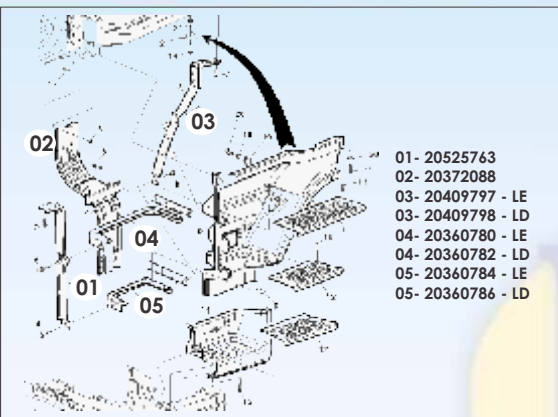 03
02
04
01
05
01- 20525763
02- 20372088
03- 20409797 - LE
03- 20409798 - LD
04- 20360780 - LE
04- 20360782 - LD
05- 20360784 - LE
05- 20360786 - LD